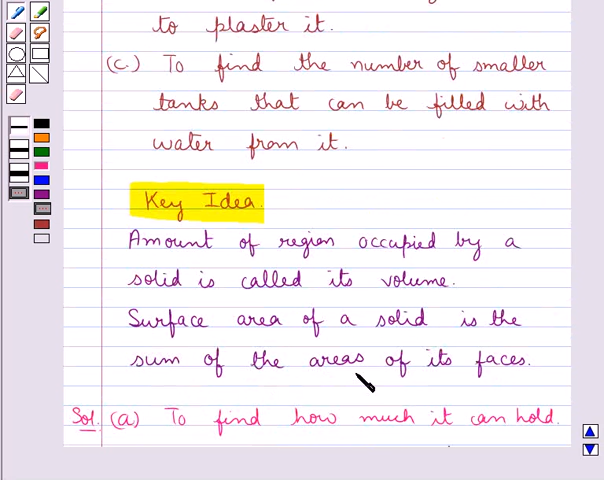 to plaster it.
(c.) To find the number of smaller
tanks that can be filled with
water from it.
Key Idea.
Amount of region occupied by a
solid is called its volume.
Surface area of a solid is the
sum of the areas of its faces.
Sol. (a) To find how much it can hold.